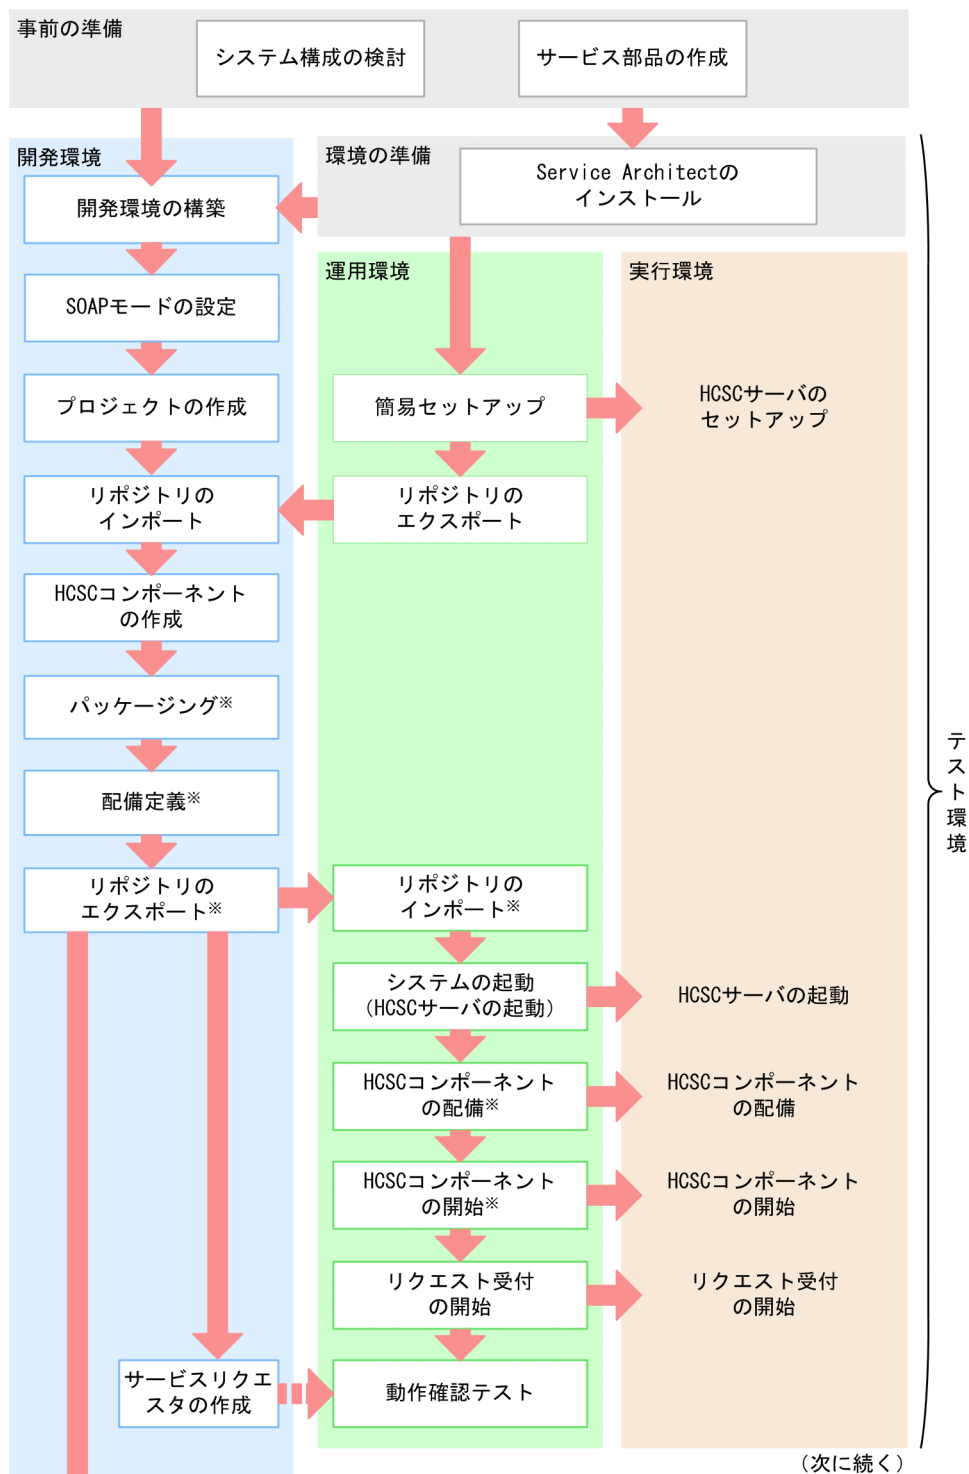 事前の準備
システム構成の検討
サービス部品の作成
開発環境
環境の準備
Service Architectの
インストール
開発環境の構築
運用環境
実行環境
SOAPモードの設定
プロジェクトの作成
簡易セットアップ
HCSCサーバの
セットアップ
リポジトリの
インポート
リポジトリの
エクスポート
HCSCコンポーネント
の作成
パッケージング※
配備定義※
テスト環境
リポジトリの
エクスポート※
リポジトリの
インポート※
システムの起動
（HCSCサーバの起動）
HCSCサーバの起動
HCSCコンポーネント
の配備※
HCSCコンポーネント
の配備
HCSCコンポーネント
の開始※
HCSCコンポーネント
の開始
リクエスト受付
の開始
リクエスト受付
の開始
サービスリクエ
スタの作成
動作確認テスト
（次に続く）